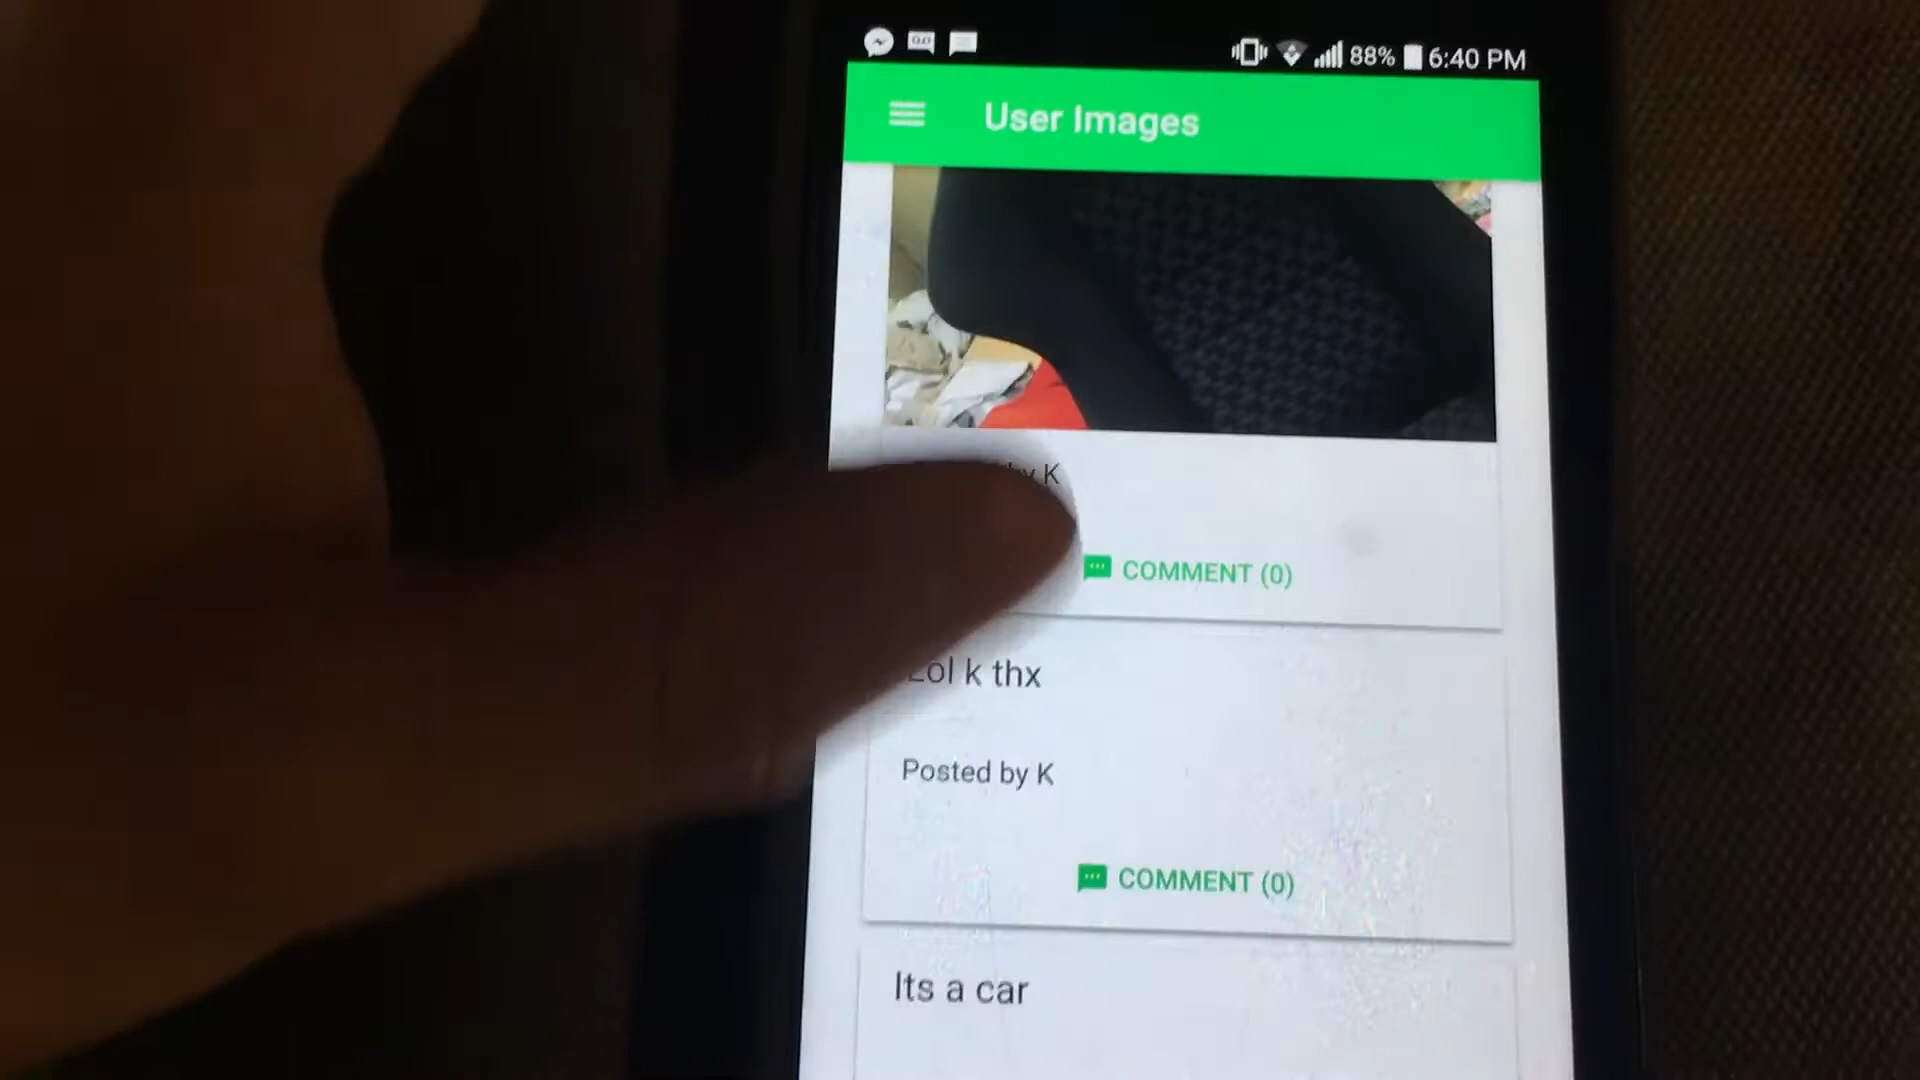 88% 6:40 PM
User Images
by K
COMMENT (0)
Lol k thx
Posted by K
COMMENT (0)
Its a car